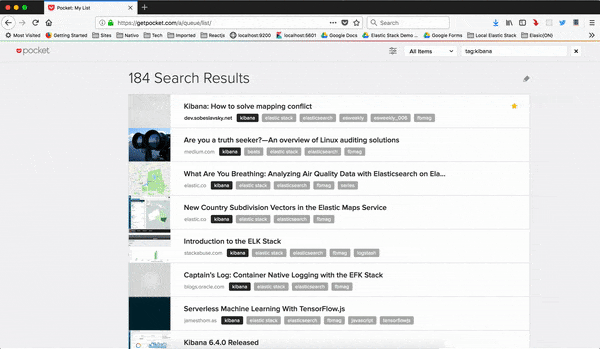 Pocket: My List
https://getpocket.com/a/queue/list/
Search
Most Visited Getting Started Sites Nativo Tech Imported Reactjs localhost:9200 localhost:5601 Google Docs Elastic Stack Demo ... Google Forms Local Elastic Stock Elasic(ON)
pocket
All Items
tag:kibana
184 Search Results
Kibana: How to solve mapping conflict
dev.sobeslavsky.net kibana elastic stack elasticsearch esweekly esweekly_006 fbmag
Are you a truth seeker?—An overview of Linux auditing solutions
medium.com kibana beats elastic stack elasticsearch fbmag
What Are You Breathing: Analyzing Air Quality Data with Elasticsearch on Ela...
elastic.co kibana elastic stack elasticsearch fbmag series
New Country Subdivision Vectors in the Elastic Maps Service
elastic.co kibana elastic stack elasticsearch fbmag
Introduction to the ELK Stack
stackabuse.com kibana elastic stack elasticsearch fbmag logstash
Captain's Log: Container Native Logging with the EFK Stack
blogs.oracle.com kibana elastic stack elasticsearch fbmag
Serverless Machine Learning With TensorFlow.js
jamesthom.as kibana elastic stack elasticsearch fbmag javascript tensorflowjs
Kibana 6.4.0 Released